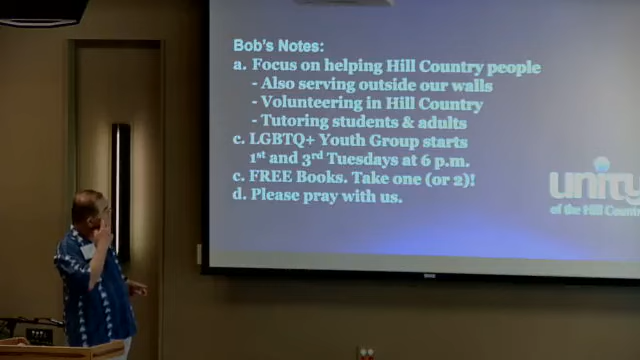 Bob's Notes:
a. Focus on helping Hill Country people
- Also serving outside our walls
- Volunteering in Hill Country
- Tutoring students & adults
c. LGBTQ+ Youth Group starts
1st and 3rd Tuesdays at 6 p.m.
c. FREE Books. Take one (or 2)!
d. Please pray with us.
unity
of the Hill Country